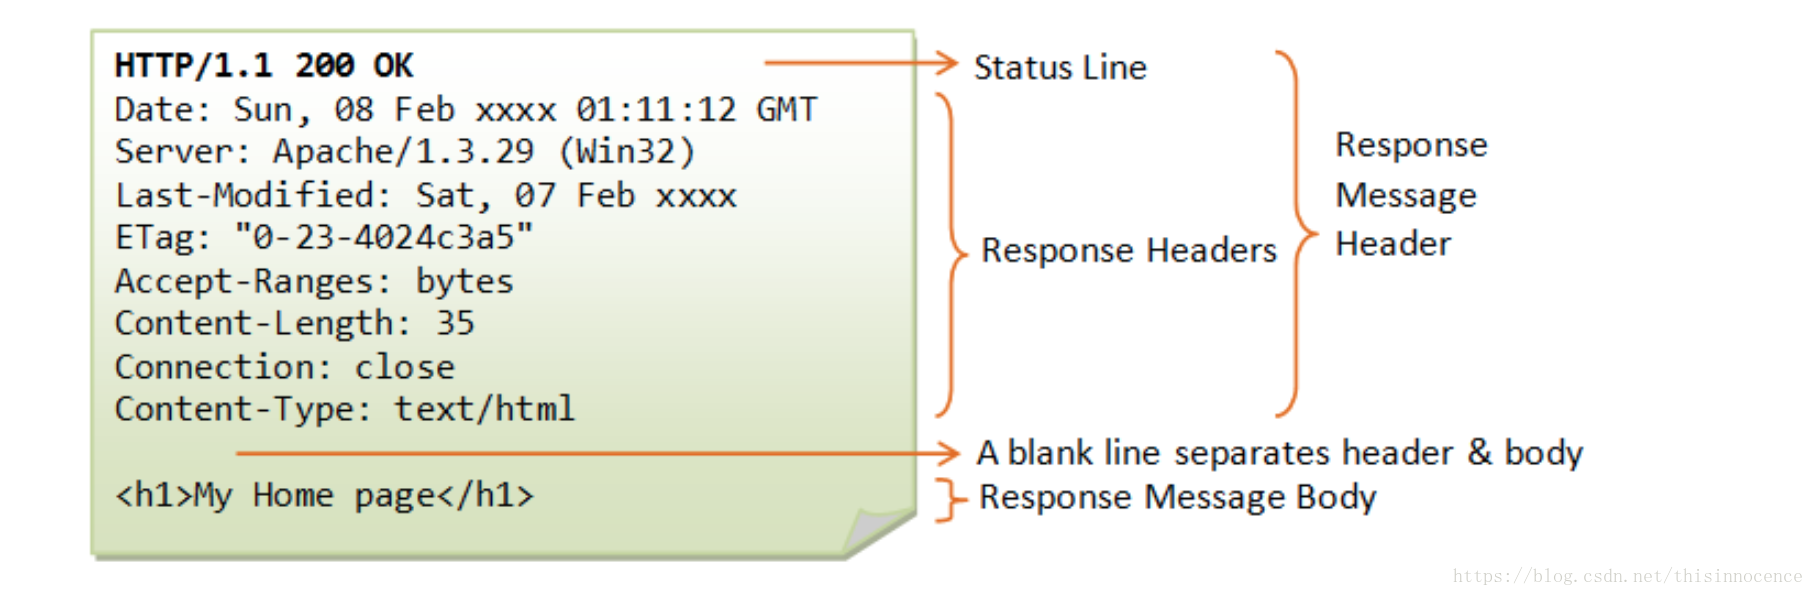 HTTP/1.1 200 OK
Date: Sun, 08 Feb xxxx 01:11:12 GMT
Server: Apache/1.3.29 (Win32)
Last-Modified: Sat, 07 Feb xxxx
ETag: "0-23-4024c3a5"
Accept-Ranges: bytes
Content-Length: 35
Connection: close
Content-Type: text/html
<h1>My Home page</h1>
Status Line
Response Headers
Response
Message
Header
A blank line separates header & body
Response Message Body
https://blog.csdn.net/thisinnocence